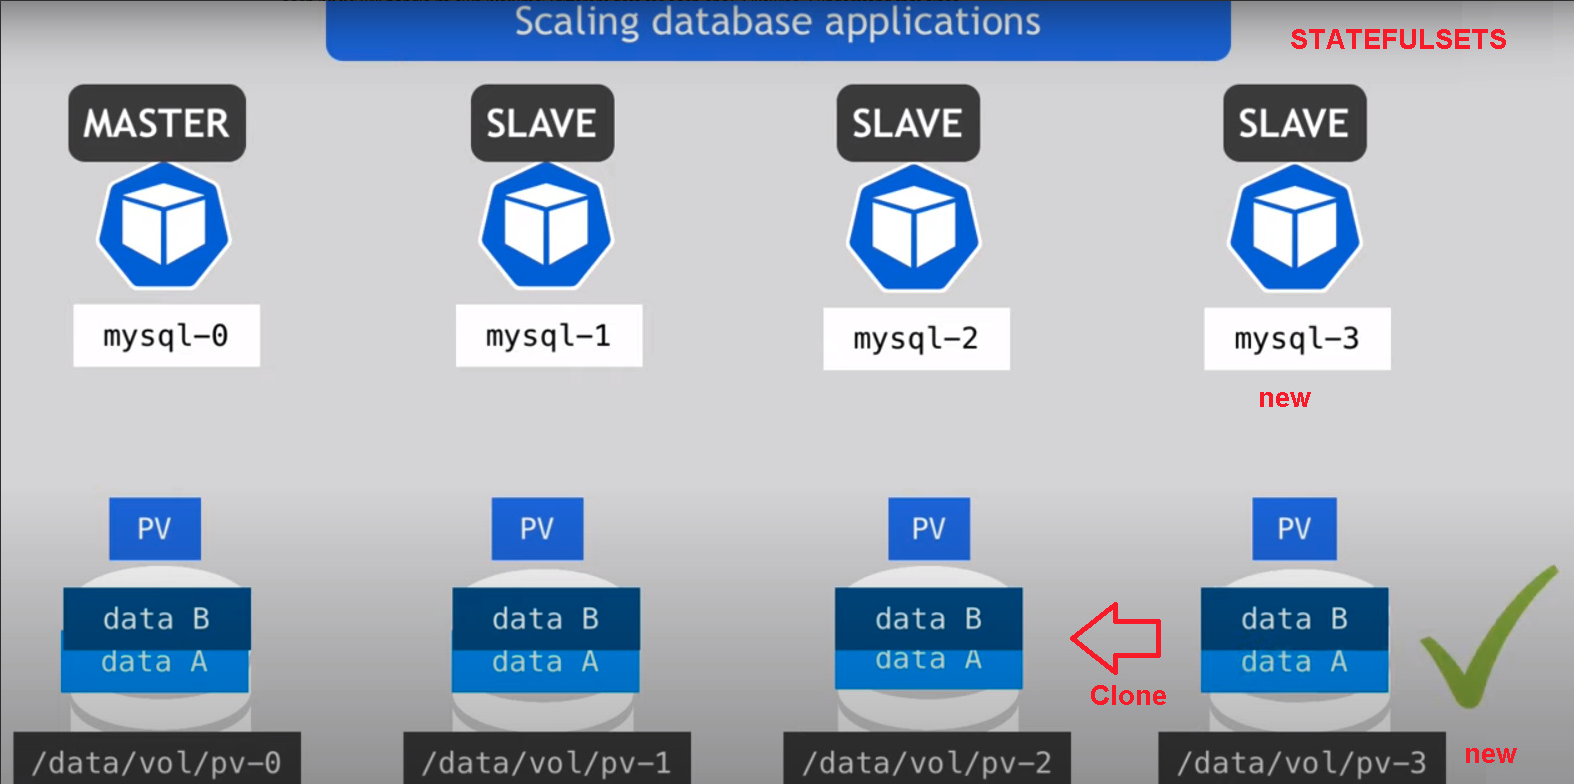 Scaling database applications
STATEFULSETS
MASTER
SLAVE
SLAVE
SLAVE
mysql-0
mysql-1
mysql-2
mysql-3
new
PV
PV
PV
PV
data B
data B
data B
data B
data A
data A
data A
data A
Clone
/data/vol/pv-0
/data/vol/pv-1
/data/vol/pv-2
/data/vol/pv-3
new